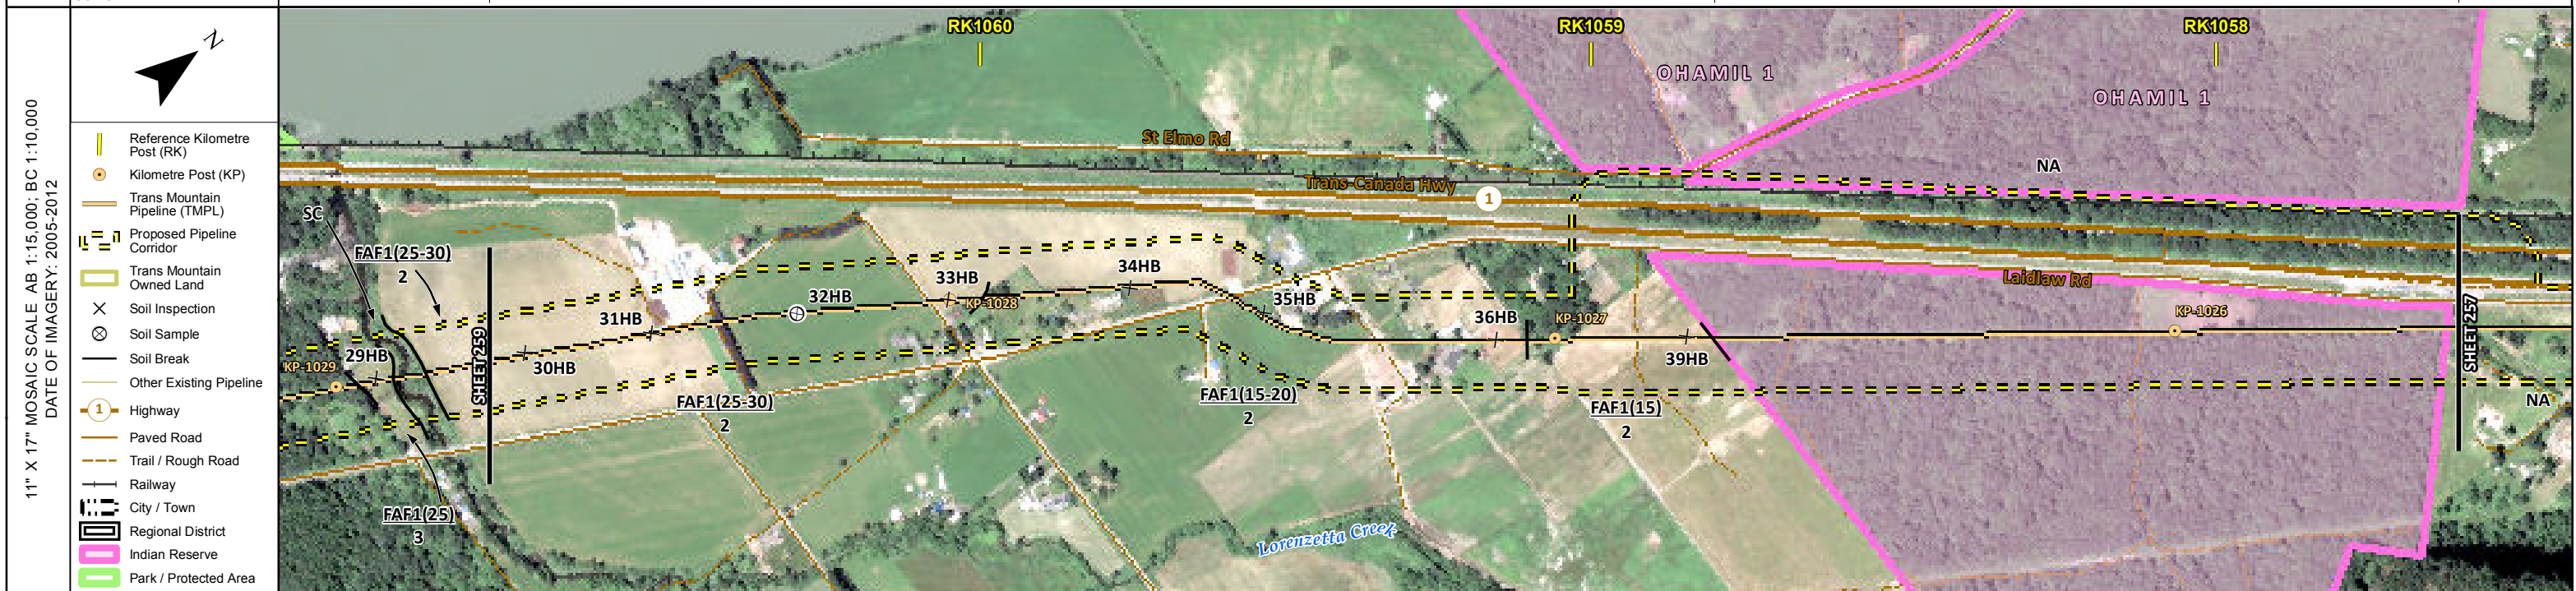 11" X 17" MOSAIC SCALE AB 1:15,000; BC 1:10,000
DATE OF IMAGERY: 2005-2012
N
Reference Kilometre
Post (RK)
Kilometre Post (KP)
Trans Mountain
Pipeline (TMPL)
Proposed Pipeline
Corridor
Trans Mountain
Owned Land
Soil Inspection
Soil Sample
Soil Break
Other Existing Pipeline
1
Highway
Paved Road
Trail / Rough Road
Railway
City / Town
Regional District
Indian Reserve
Park / Protected Area
RK1060
RK1059
RK1058
OHAMIL 1
OHAMIL 1
St Elmo Rd
NA
Trans-Canada Hwy
1
SC
FAF1(25-30)
2
33HB
34HB
KP-1028
32HB
35HB
Laidlaw Rd
31HB
36HB
KP-1027
KP-1026
29HB
KP-1029
30HB
39HB
SHEET 259
SHEET 257
FAF1(25-30)
2
FAF1(15-20)
2
FAF1(15)
2
NA
FAF1(25)
3
Lorenzetta Creek